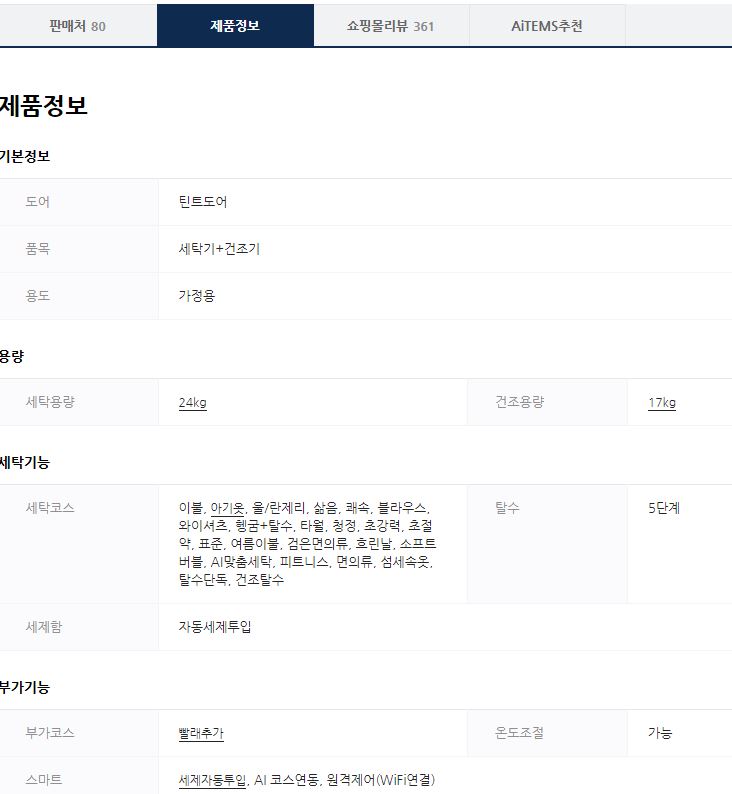 판매처 80 제품정보 쇼핑몰리뷰 361 AiTEMS추천
제품정보
기본정보
도어 틴트도어
품목 세탁기+건조기
용도 가정용
용량
세탁용량 24kg 건조용량 17kg
세탁기능
세탁코스 이불, 아기옷, 울/란제리, 삶음, 쾌속, 블라우스, 탈수 5단계
와이셔츠, 헹굼+탈수, 타월, 청정, 초강력, 초절
약, 표준, 여름이불, 검은면의류, 흐린날, 소프트
버블, AI맞춤세탁, 피트니스, 면의류, 섬세속옷,
탈수단독, 건조탈수
세제함 자동세제투입
부가기능
부가코스 빨래추가 온도조절 가능
스마트 세제자동투입, AI 코스연동, 원격제어(WiFi연결)